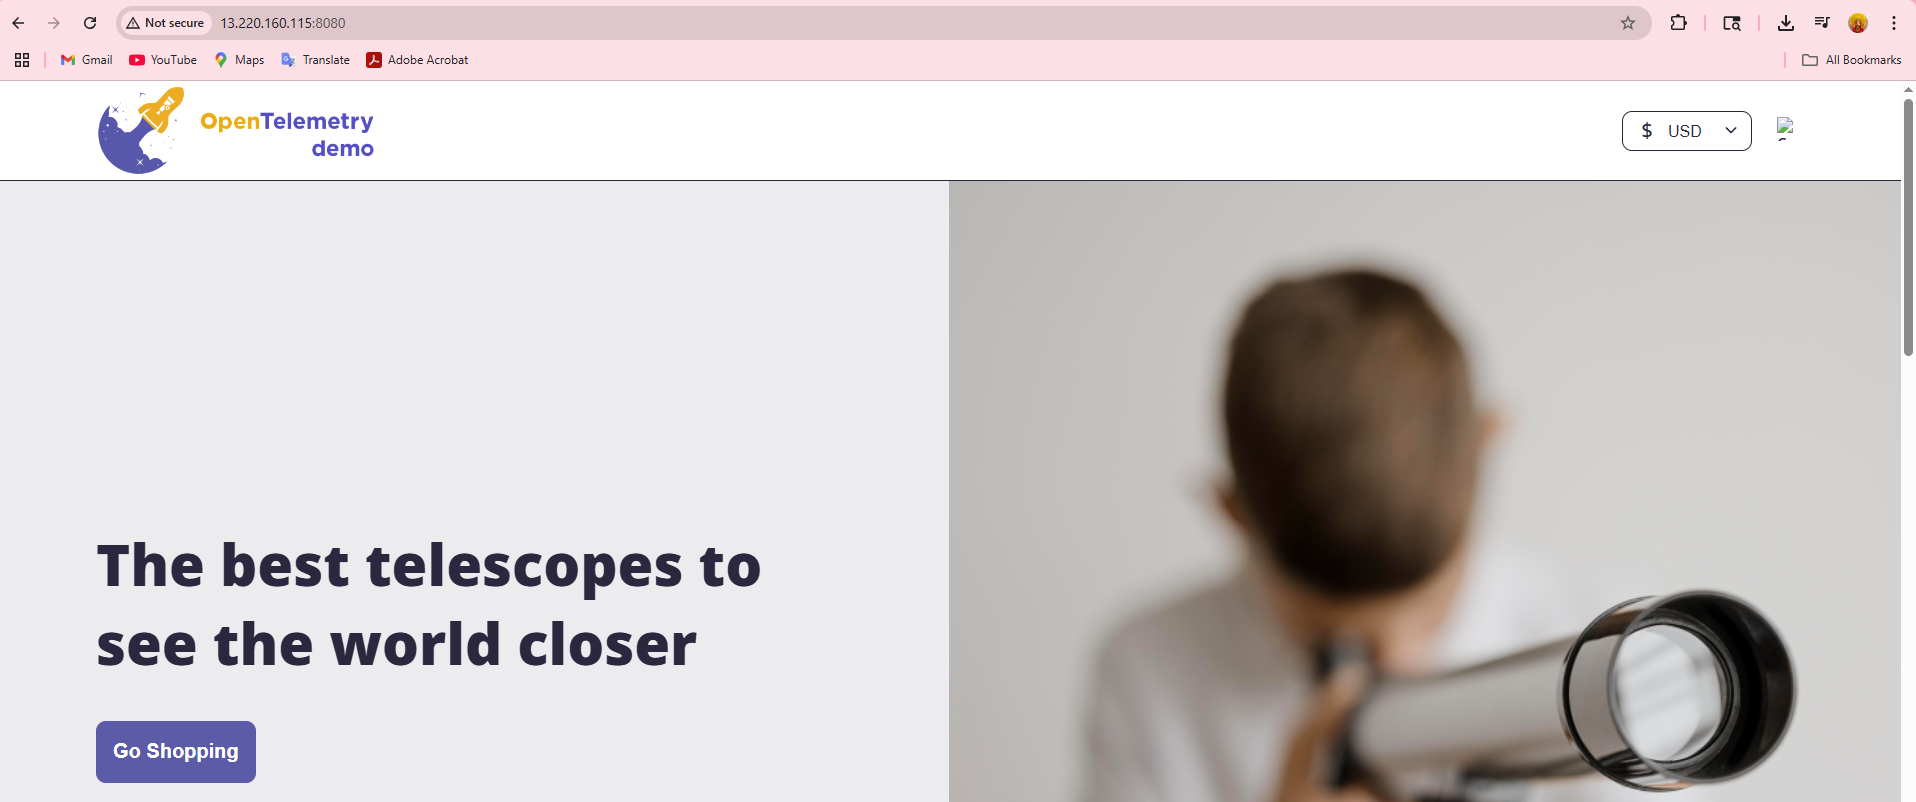 Not secure
13.220.160.115:8080
Gmail
YouTube
Maps
Translate
Adobe Acrobat
All Bookmarks
OpenTelemetry
demo
$ USD
The best telescopes to
see the world closer
Go Shopping